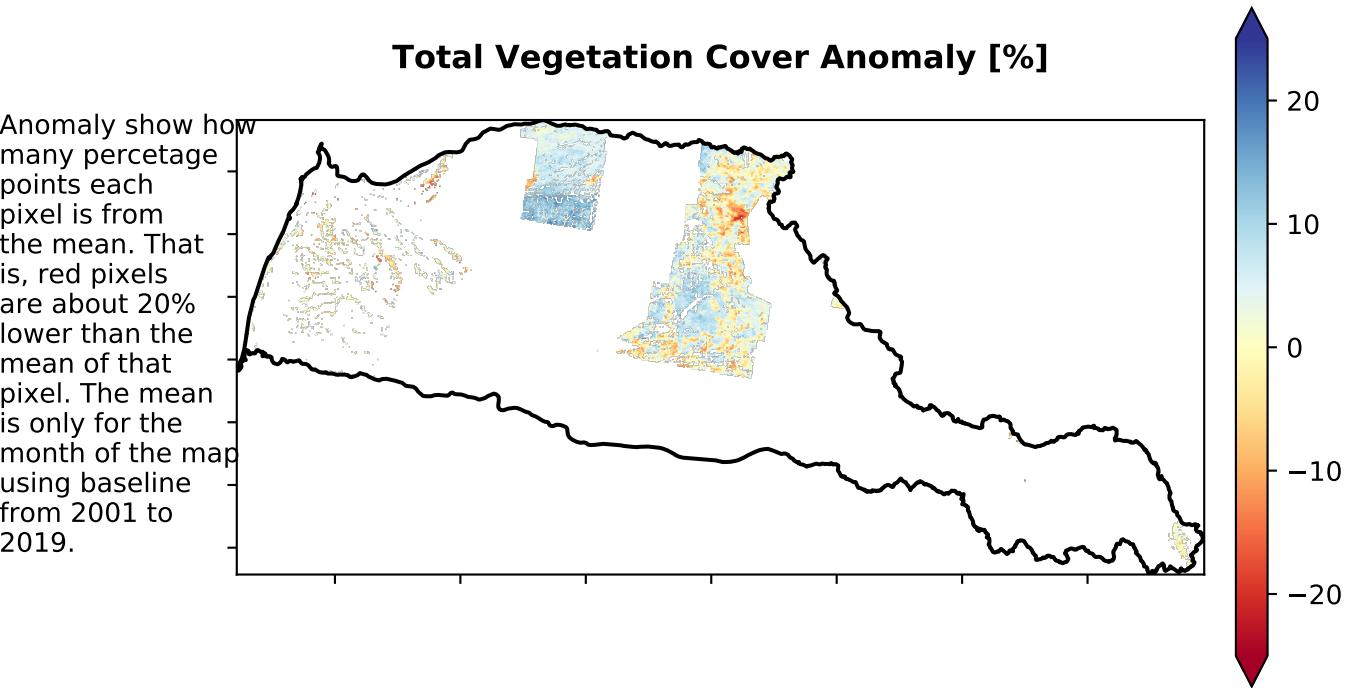 Total Vegetation Cover Anomaly [%]
Anomaly show how
many percetage
points each
pixel is from
the mean. That
is, red pixels
are about 20%
lower than the
mean of that
pixel. The mean
is only for the
month of the map
using baseline
from 2001 to
2019.
20
10
0
−10
−20